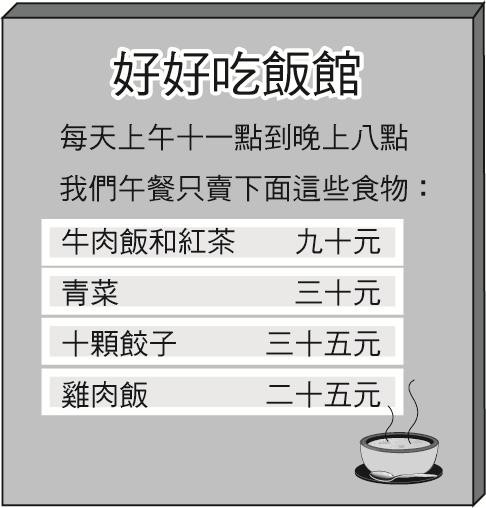 好好吃飯館
每天上午十一點到晚上八點
我們午餐只賣下面這些食物：
牛肉飯和紅茶 九十元
青菜 三十元
十顆餃子 三十五元
雞肉飯 二十五元